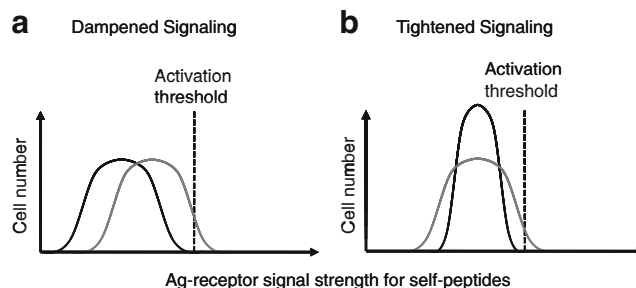 a
Dampened Signaling
Activation
threshold
Cell number
b
Tightened Signaling
Activation
threshold
Cell number
Ag-receptor signal strength for self-peptides